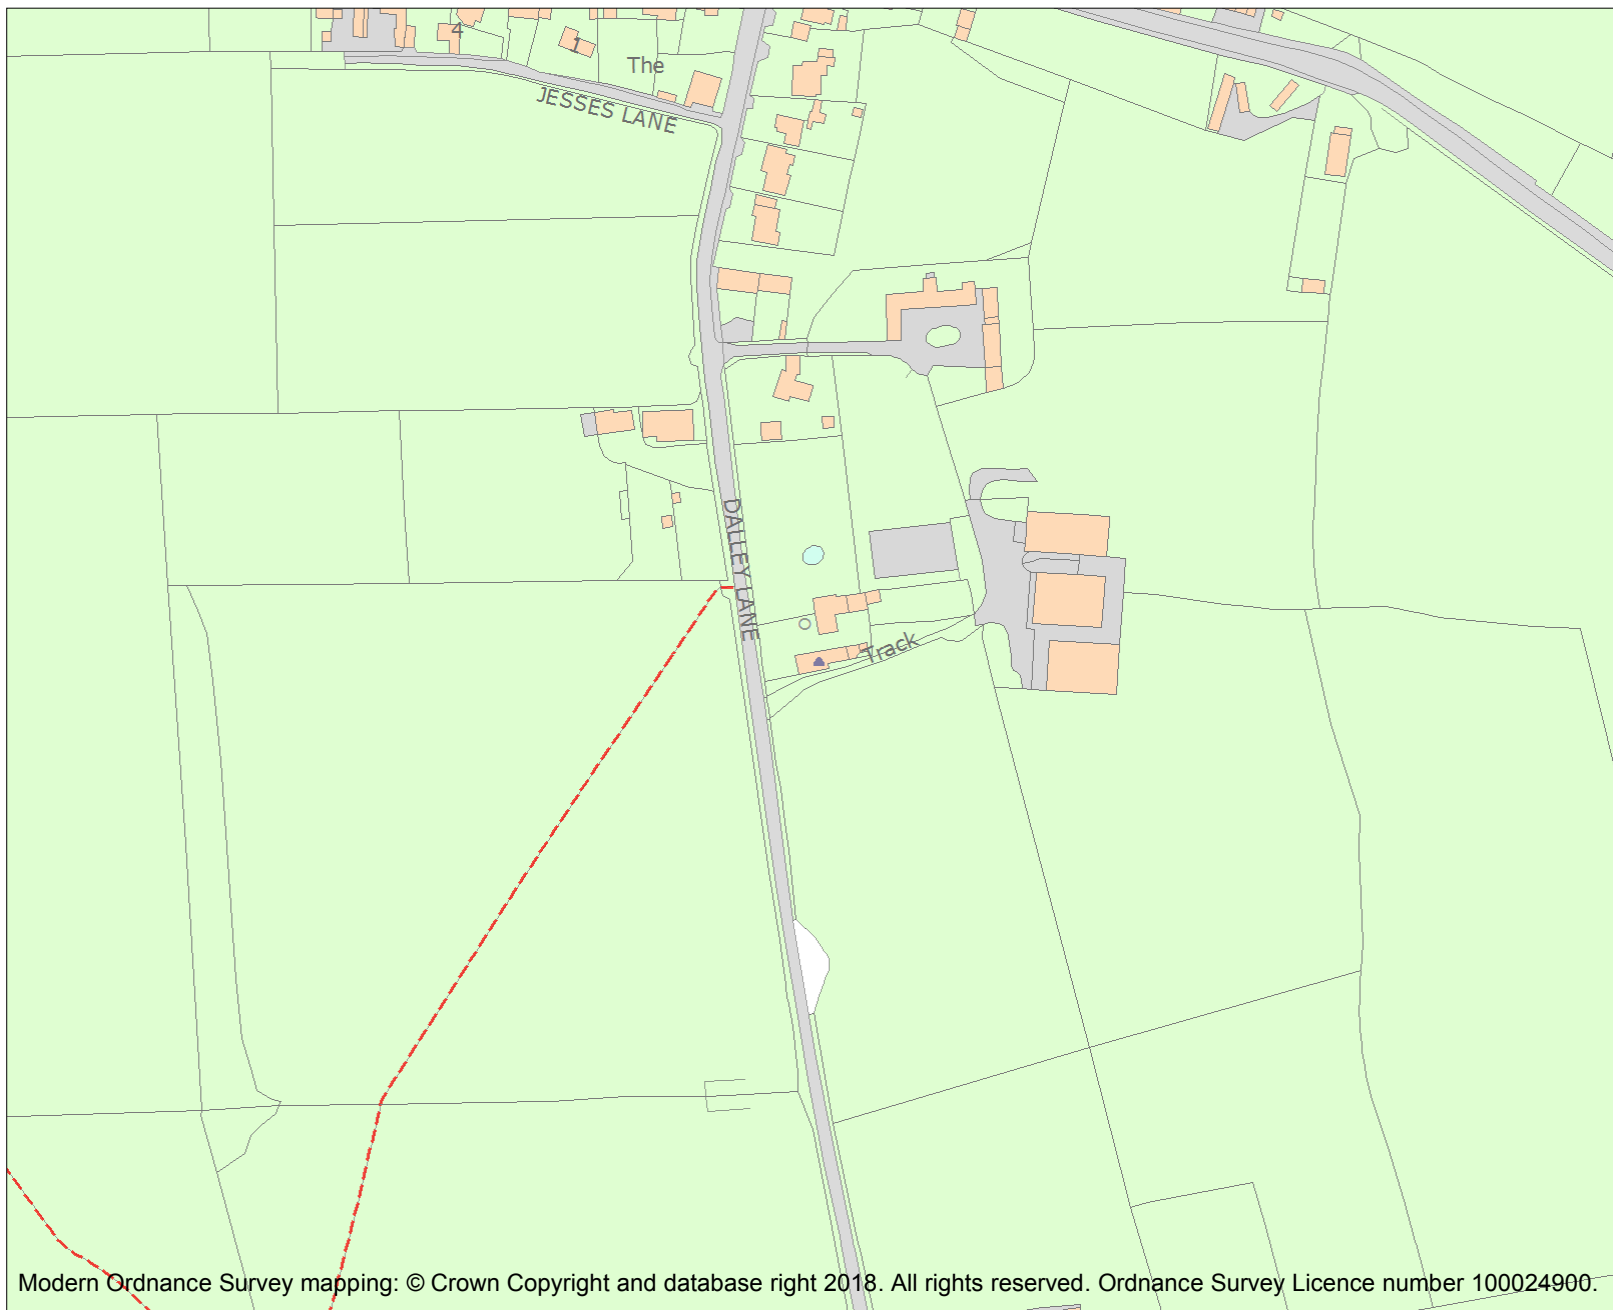 4
1
The
JESSES LANE
DALLEY LANE
Track
Modern Ordnance Survey mapping: © Crown Copyright and database right 2018. All rights reserved. Ordnance Survey Licence number 100024900.